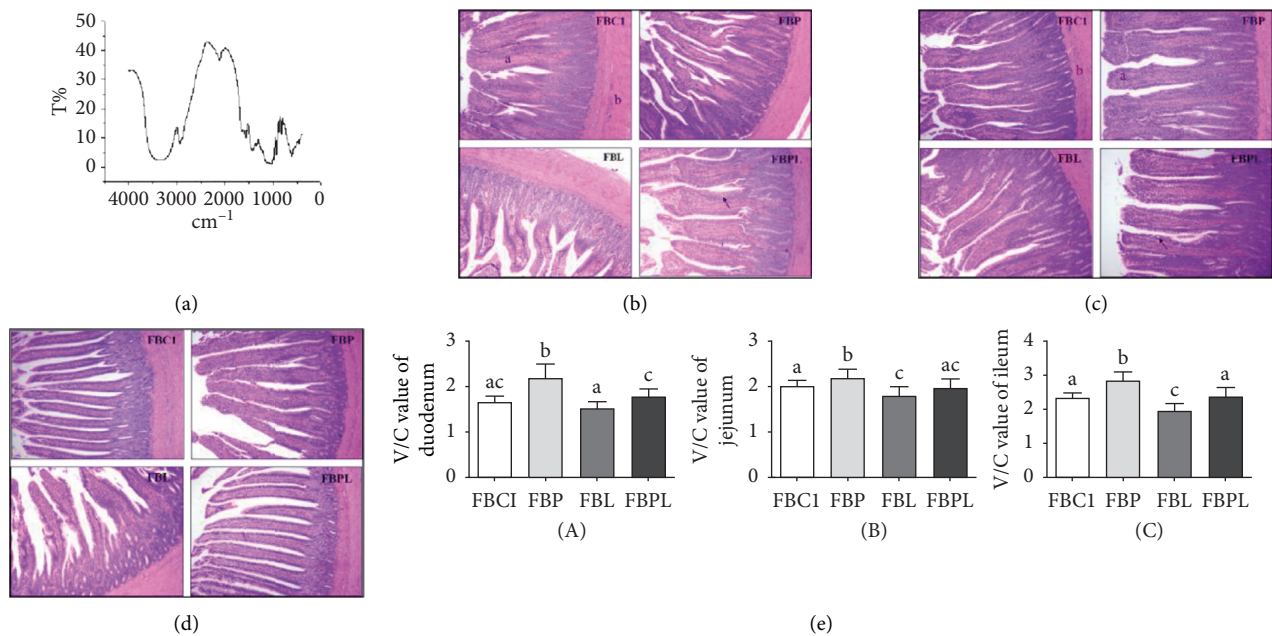 50
40
30
20
10
0
T%
4000 3000 2000 1000 0
cm⁻¹
(a)
FBC1
a
b
FBP
FBL
FBPL
(b)
FBC1
b
FBP
a
FBL
FBPL
(c)
FBC1
FBP
FBL
FBPL
(d)
V/C value of
duodenum
3
2
1
0
ac b a c
FBCI FBP FBL FBPL
(A)
V/C value of
jejunum
3
2
1
0
a b c ac
FBC1 FBP FBL FBPL
(B)
V/C value of ileum
4
3
2
1
0
a b c a
FBC1 FBP FBL FBPL
(C)
(e)